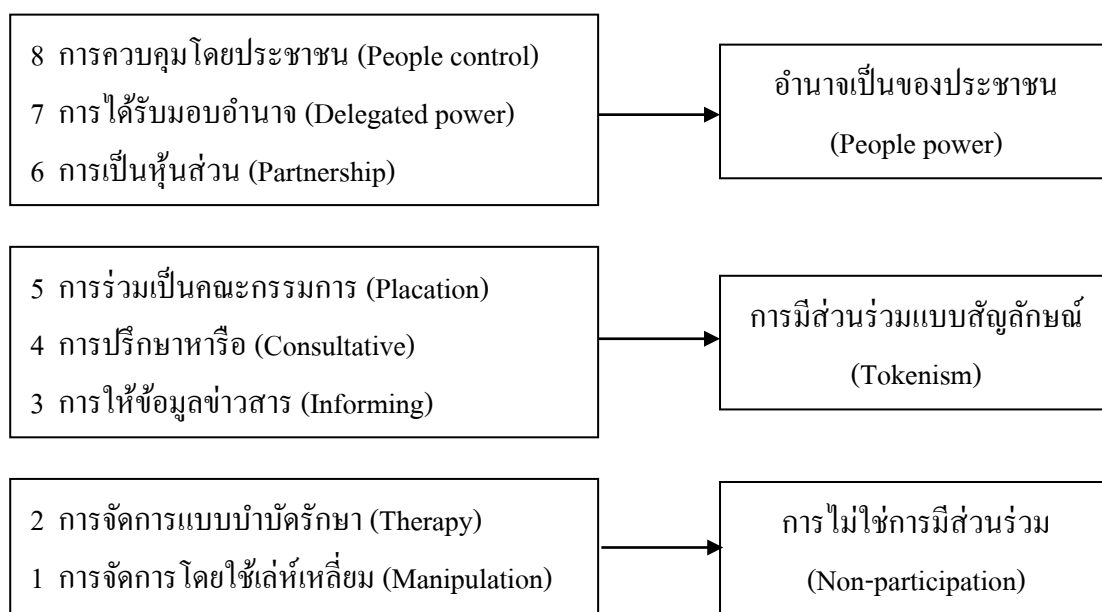 8 การควบคุมโดยประชาชน (People control)
7 การได้รับมอบอำนาจ (Delegated power)
6 การเป็นหุ้นส่วน (Partnership)
อำนาจเป็นของประชาชน
(People power)
5 การร่วมเป็นคณะกรรมการ (Placation)
4 การปรึกษาหารือ (Consultative)
3 การให้ข้อมูลข่าวสาร (Informing)
การมีส่วนร่วมแบบสัญลักษณ์
(Tokenism)
2 การจัดการแบบบำบัดรักษา (Therapy)
1 การจัดการโดยใช้เล่ห์เหลี่ยม (Manipulation)
การไม่ใช่การมีส่วนร่วม
(Non-participation)